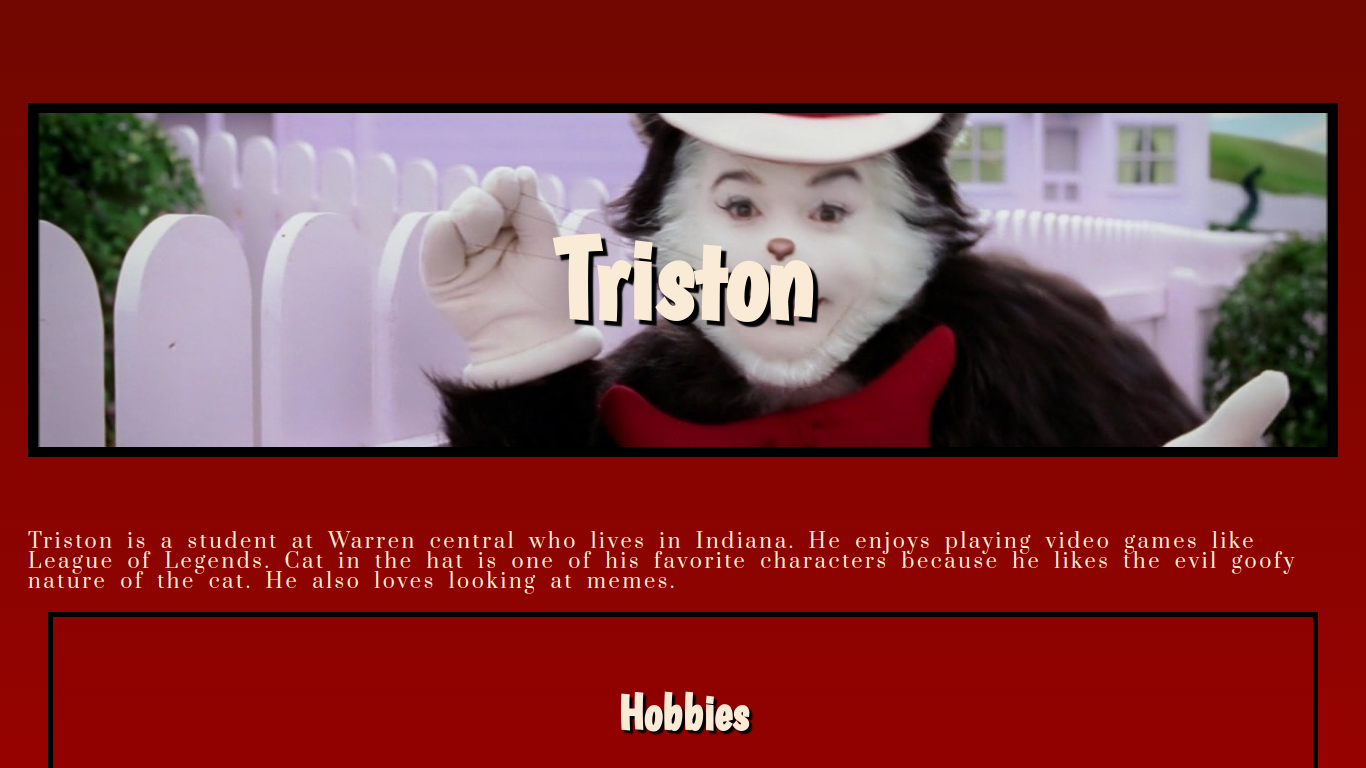 Triston
Triston is a student at Warren central who lives in Indiana. He enjoys playing video games like
League of Legends. Cat in the hat is one of his favorite characters because he likes the evil goofy
nature of the cat. He also loves looking at memes.
Hobbies